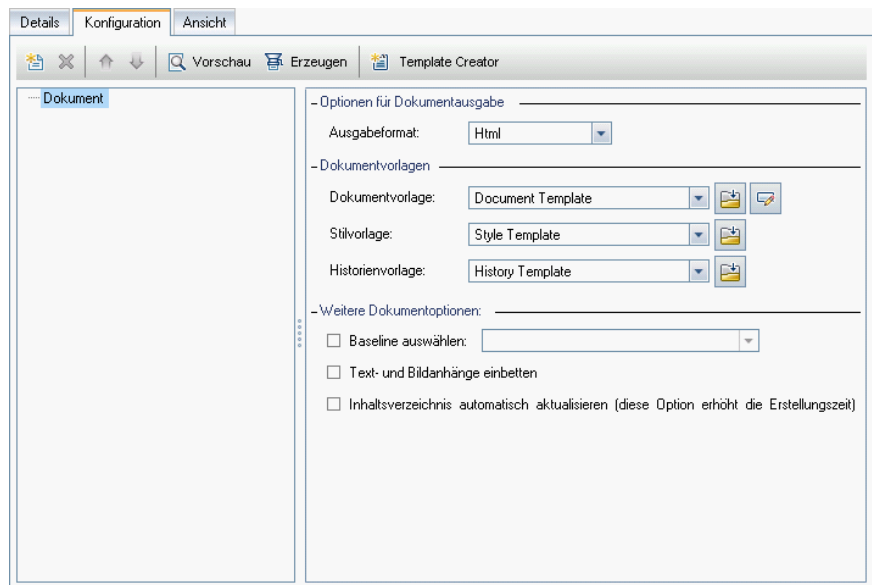 Details Konfiguration Ansicht
Vorschau Erzeugen Template Creator
Dokument
Optionen für Dokumentausgabe
Ausgabeformat: Html
Dokumentvorlagen
Dokumentvorlage: Document Template
Stilvorlage: Style Template
Historienvorlage: History Template
Weitere Dokumentoptionen:
Baseline auswählen:
Text- und Bildanhänge einbetten
Inhaltsverzeichnis automatisch aktualisieren (diese Option erhöht die Erstellungszeit)